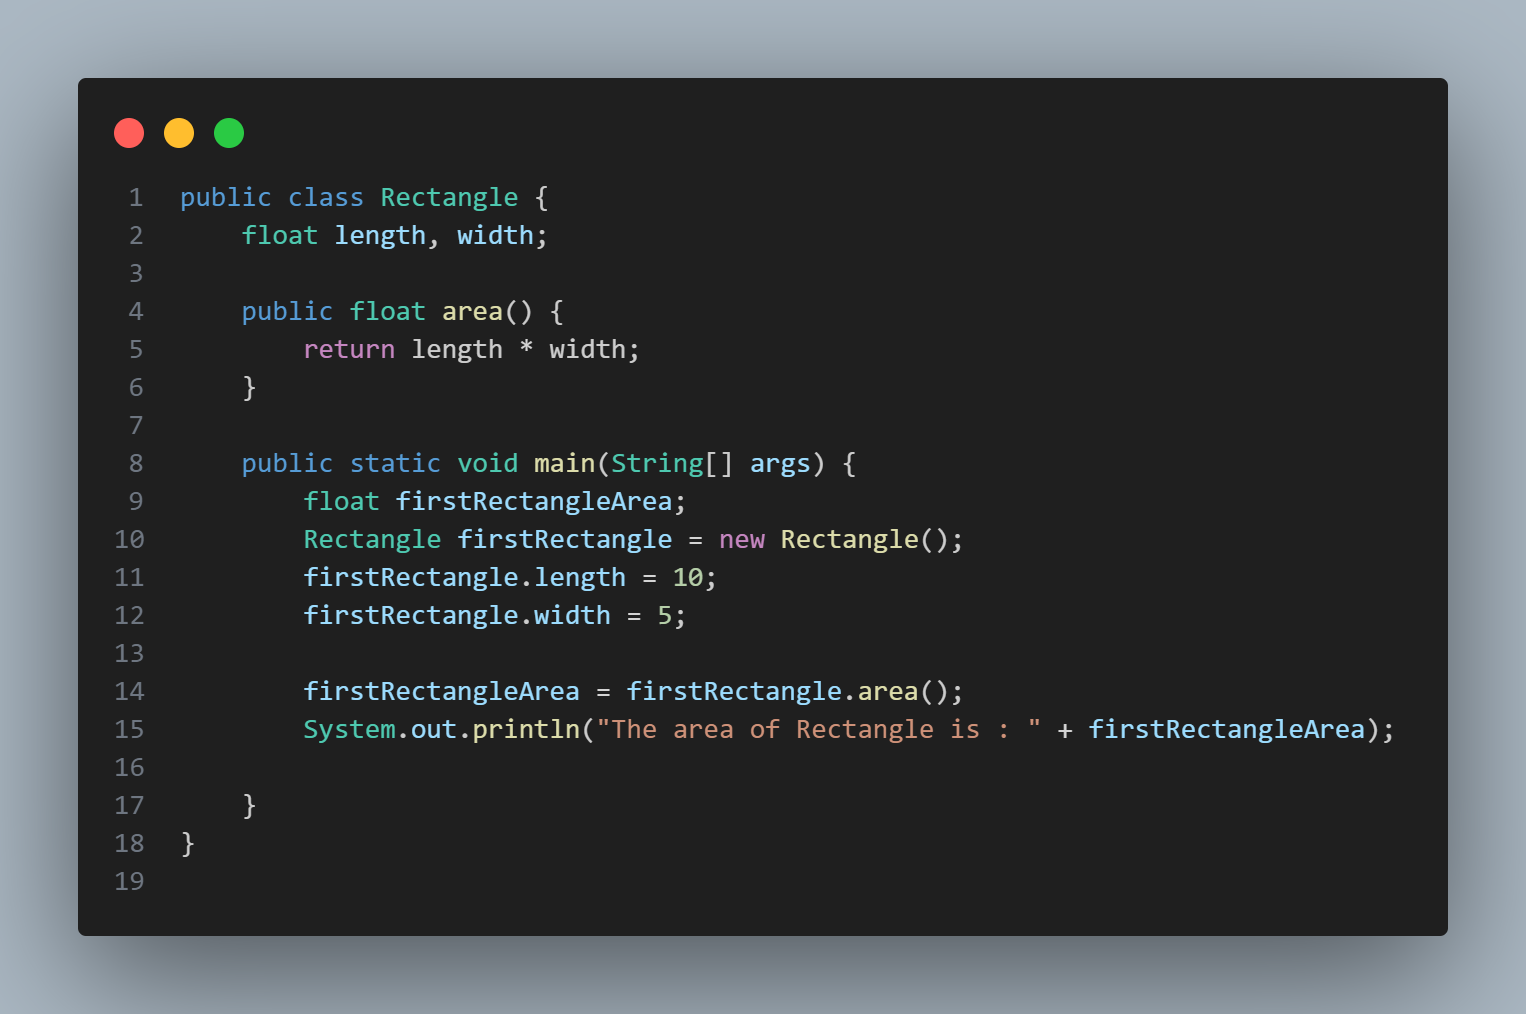 1 public class Rectangle {
2     float length, width;
3
4     public float area() {
5         return length * width;
6     }
7
8     public static void main(String[] args) {
9         float firstRectangleArea;
10         Rectangle firstRectangle = new Rectangle();
11         firstRectangle.length = 10;
12         firstRectangle.width = 5;
13
14         firstRectangleArea = firstRectangle.area();
15         System.out.println("The area of Rectangle is : " + firstRectangleArea);
16
17     }
18 }
19